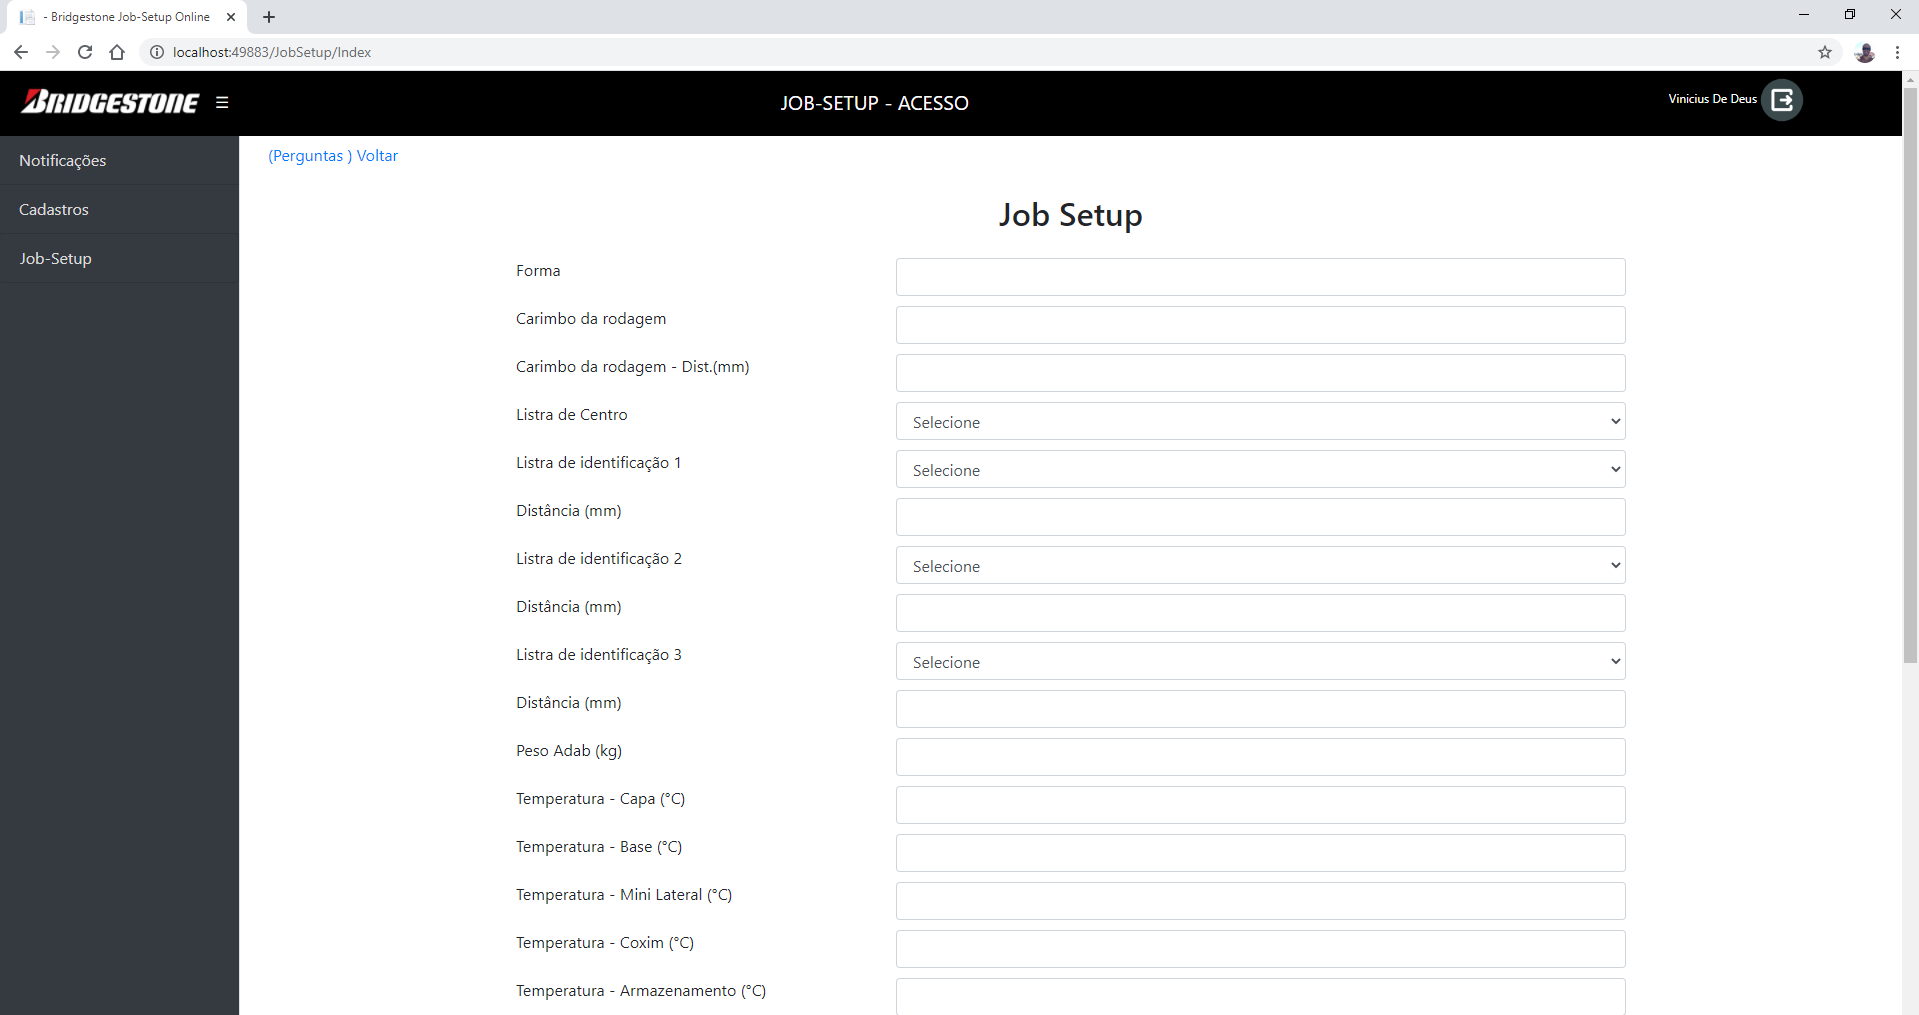 - Bridgestone Job-Setup Online
localhost:49883/JobSetup/Index
BRIDGESTONE
JOB-SETUP - ACESSO
Vinicius De Deus
Notificações
Cadastros
Job-Setup
(Perguntas ) Voltar
Job Setup
Forma
Carimbo da rodagem
Carimbo da rodagem - Dist.(mm)
Listra de Centro
Selecione
Listra de identificação 1
Selecione
Distância (mm)
Listra de identificação 2
Selecione
Distância (mm)
Listra de identificação 3
Selecione
Distância (mm)
Peso Adab (kg)
Temperatura - Capa (°C)
Temperatura - Base (°C)
Temperatura - Mini Lateral (°C)
Temperatura - Coxim (°C)
Temperatura - Armazenamento (°C)